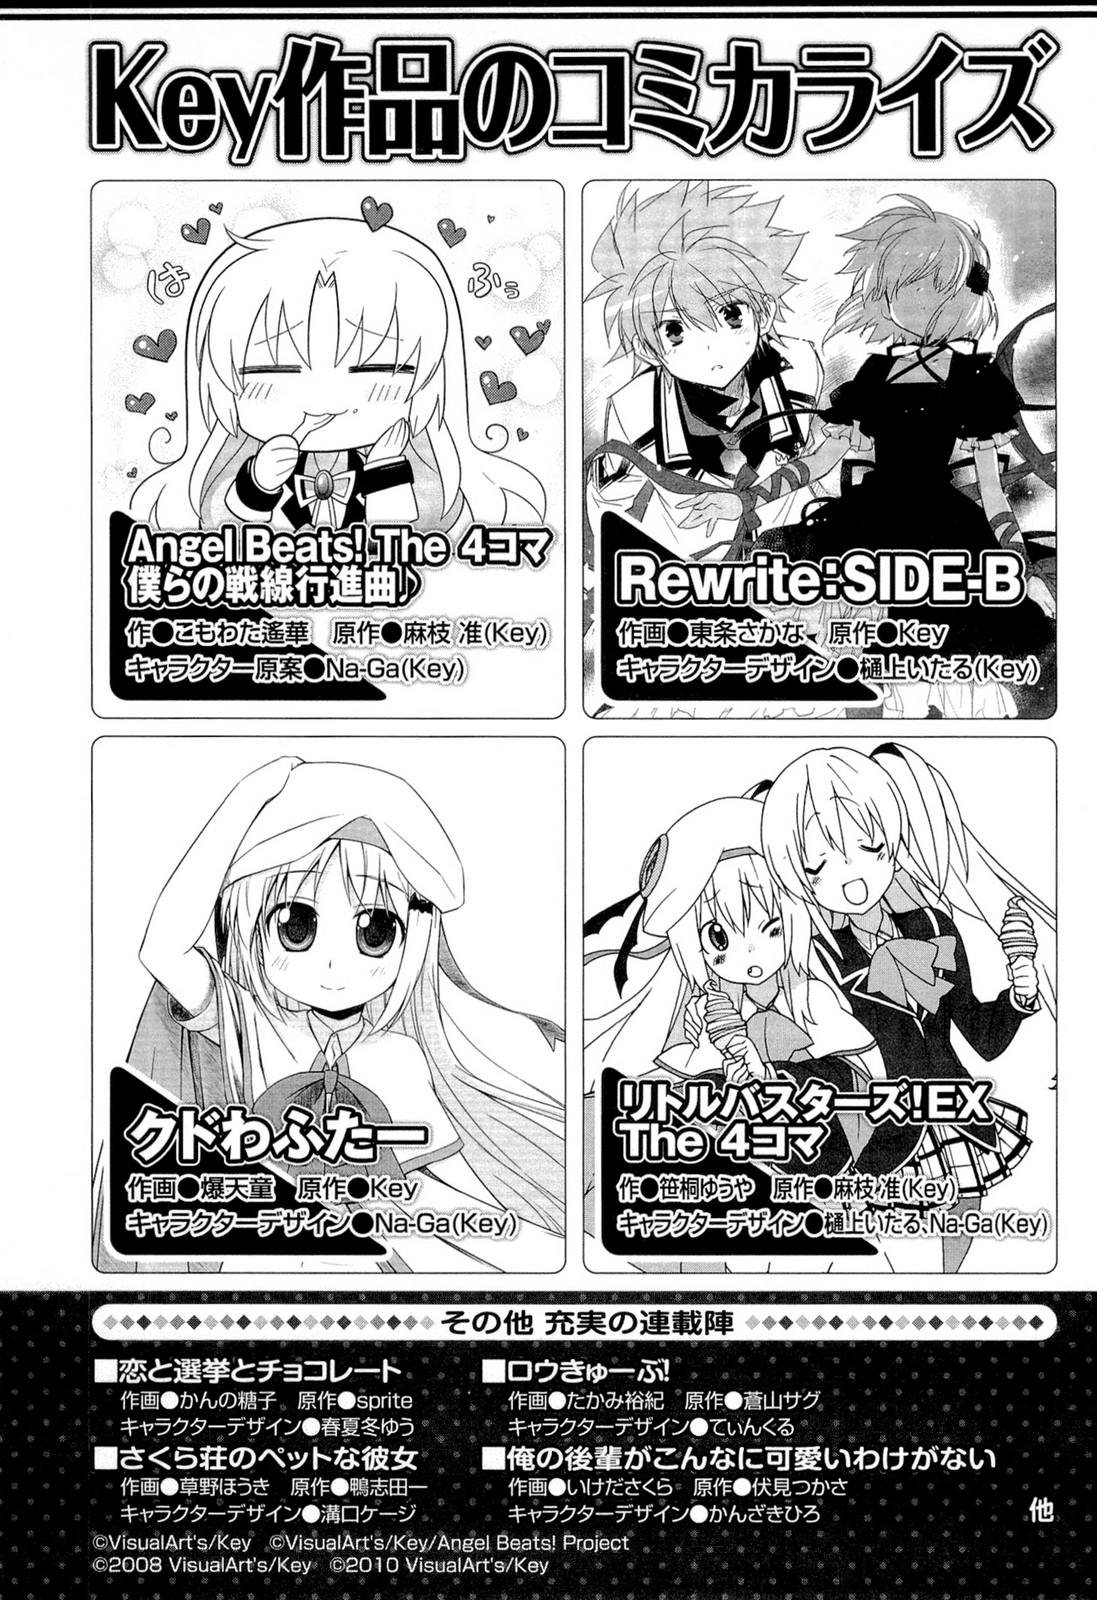 Key作品のコミカライズ
はふぅ
Angel Beats! The 4コマ
僕らの戦線行進曲♪
作●こもわた遙華　原作●麻枝 准(Key)
キャラクター原案●Na-Ga(Key)
Rewrite:SIDE-B
作画●東条さかな　原作●Key
キャラクターデザイン●樋上いたる(Key)
クドわふたー
作画●爆天童　原作●Key
キャラクターデザイン●Na-Ga(Key)
リトルバスターズ!EX
The 4コマ
作●笹桐ゆうや　原作●麻枝 准(Key)
キャラクターデザイン●樋上いたる、Na-Ga(Key)
その他 充実の連載陣
■恋と選挙とチョコレート
作画●かんの糖子　原作●sprite
キャラクターデザイン●春夏冬ゆう
■さくら荘のペットな彼女
作画●草野ほうき　原作●鴨志田一
キャラクターデザイン●溝口ケージ
■ロウきゅーぶ!
作画●たかみ裕紀　原作●蒼山サグ
キャラクターデザイン●てぃんくる
■俺の後輩がこんなに可愛いわけがない
作画●いけださくら　原作●伏見つかさ
キャラクターデザイン●かんざきひろ
他
©VisualArt's/Key　©VisualArt's/Key/Angel Beats! Project
©2008 VisualArt's/Key　©2010 VisualArt's/Key